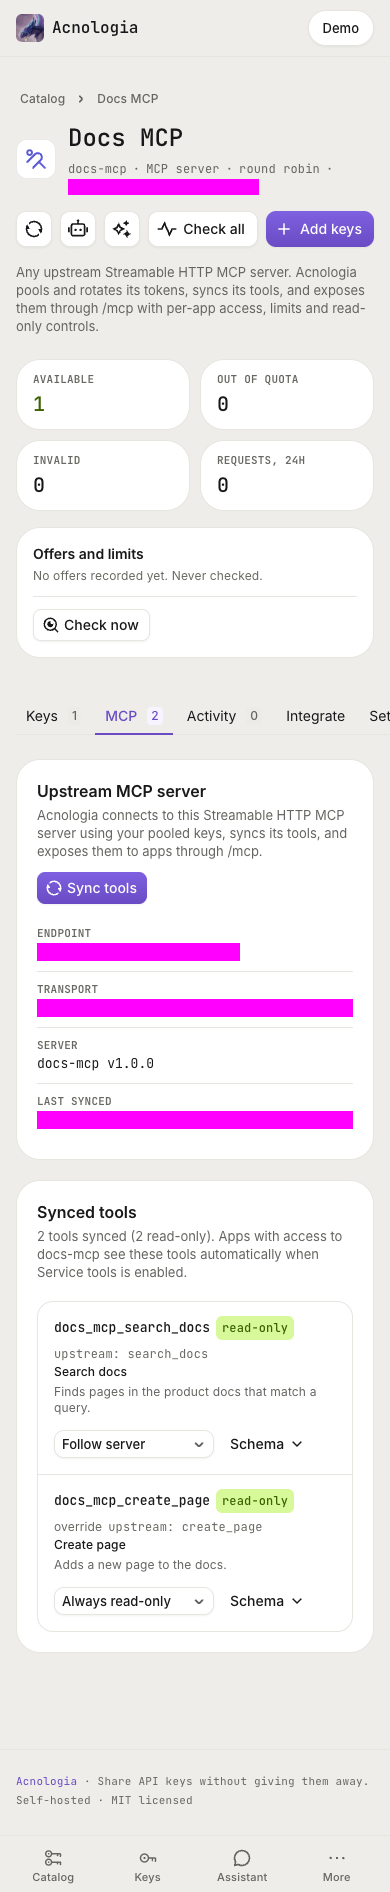 Acnologia
Demo
Catalog > Docs MCP
Docs MCP
docs-mcp · MCP server · round robin ·
Check all
Add keys
Any upstream Streamable HTTP MCP server. Acnologia
pools and rotates its tokens, syncs its tools, and exposes
them through /mcp with per-app access, limits and read-
only controls.
AVAILABLE
1
OUT OF QUOTA
0
INVALID
0
REQUESTS, 24H
0
Offers and limits
No offers recorded yet. Never checked.
Check now
Keys 1 MCP 2 Activity 0 Integrate Set
Upstream MCP server
Acnologia connects to this Streamable HTTP MCP
server using your pooled keys, syncs its tools, and
exposes them to apps through /mcp.
Sync tools
ENDPOINT
TRANSPORT
SERVER
docs-mcp v1.0.0
LAST SYNCED
Synced tools
2 tools synced (2 read-only). Apps with access to
docs-mcp see these tools automatically when
Service tools is enabled.
docs_mcp_search_docs read-only
upstream: search_docs
Search docs
Finds pages in the product docs that match a
query.
Follow server Schema
docs_mcp_create_page read-only
override upstream: create_page
Create page
Adds a new page to the docs.
Always read-only Schema
Acnologia · Share API keys without giving them away.
Self-hosted · MIT licensed
Catalog Keys Assistant More